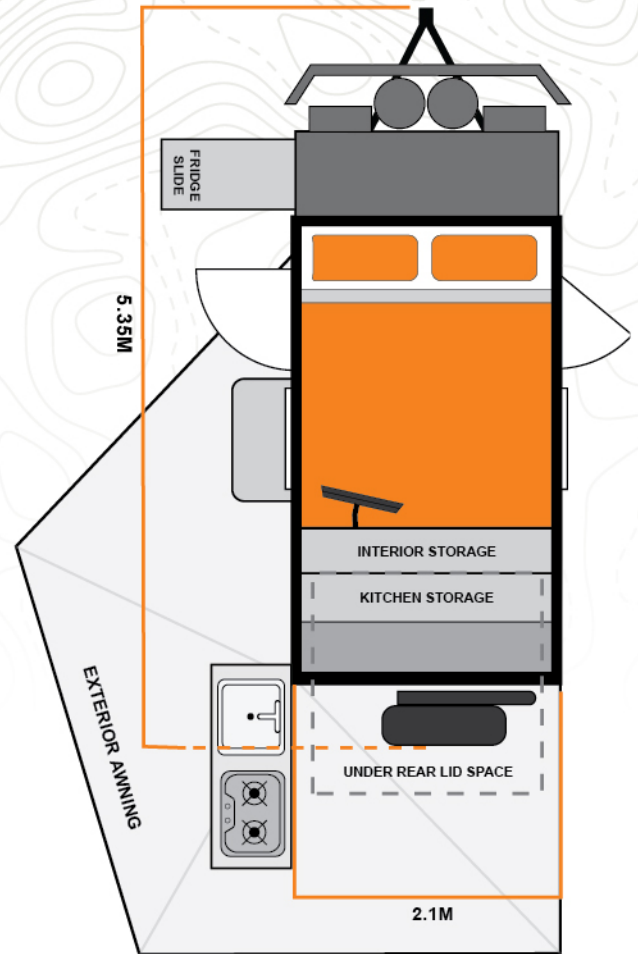 FRIDGE
SLIDE
5.35M
INTERIOR STORAGE
KITCHEN STORAGE
EXTERIOR AWNING
UNDER REAR LID SPACE
2.1M